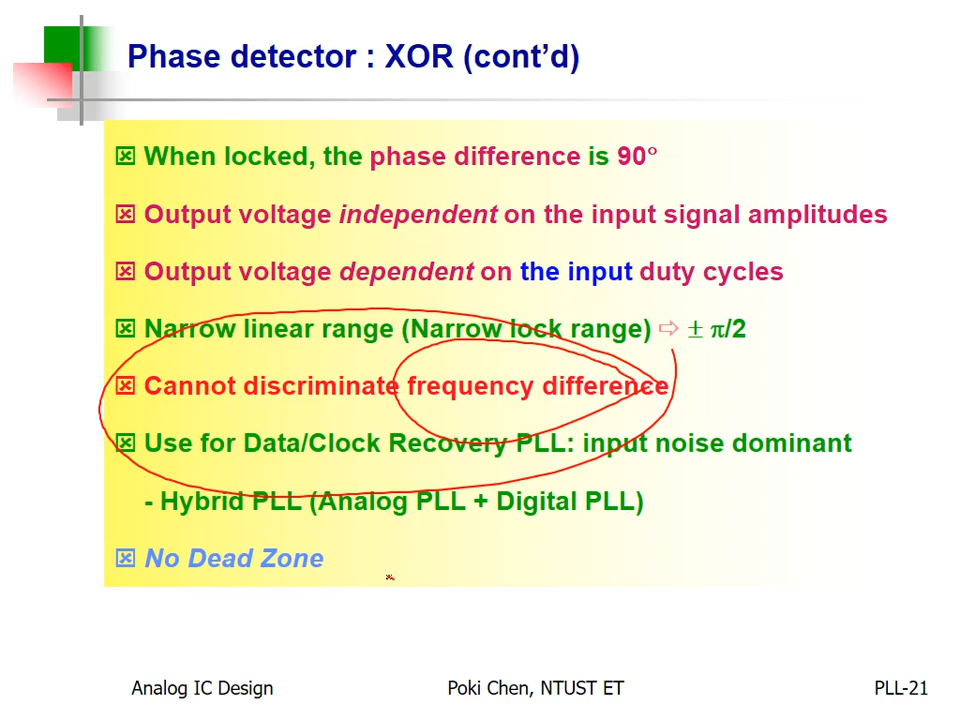 Phase detector : XOR (cont'd)
When locked, the phase difference is 90°
Output voltage independent on the input signal amplitudes
Output voltage dependent on the input duty cycles
Narrow linear range (Narrow lock range) ⇨ ± π/2
Cannot discriminate frequency difference
Use for Data/Clock Recovery PLL: input noise dominant
- Hybrid PLL (Analog PLL + Digital PLL)
No Dead Zone
Analog IC Design
Poki Chen, NTUST ET
PLL-21